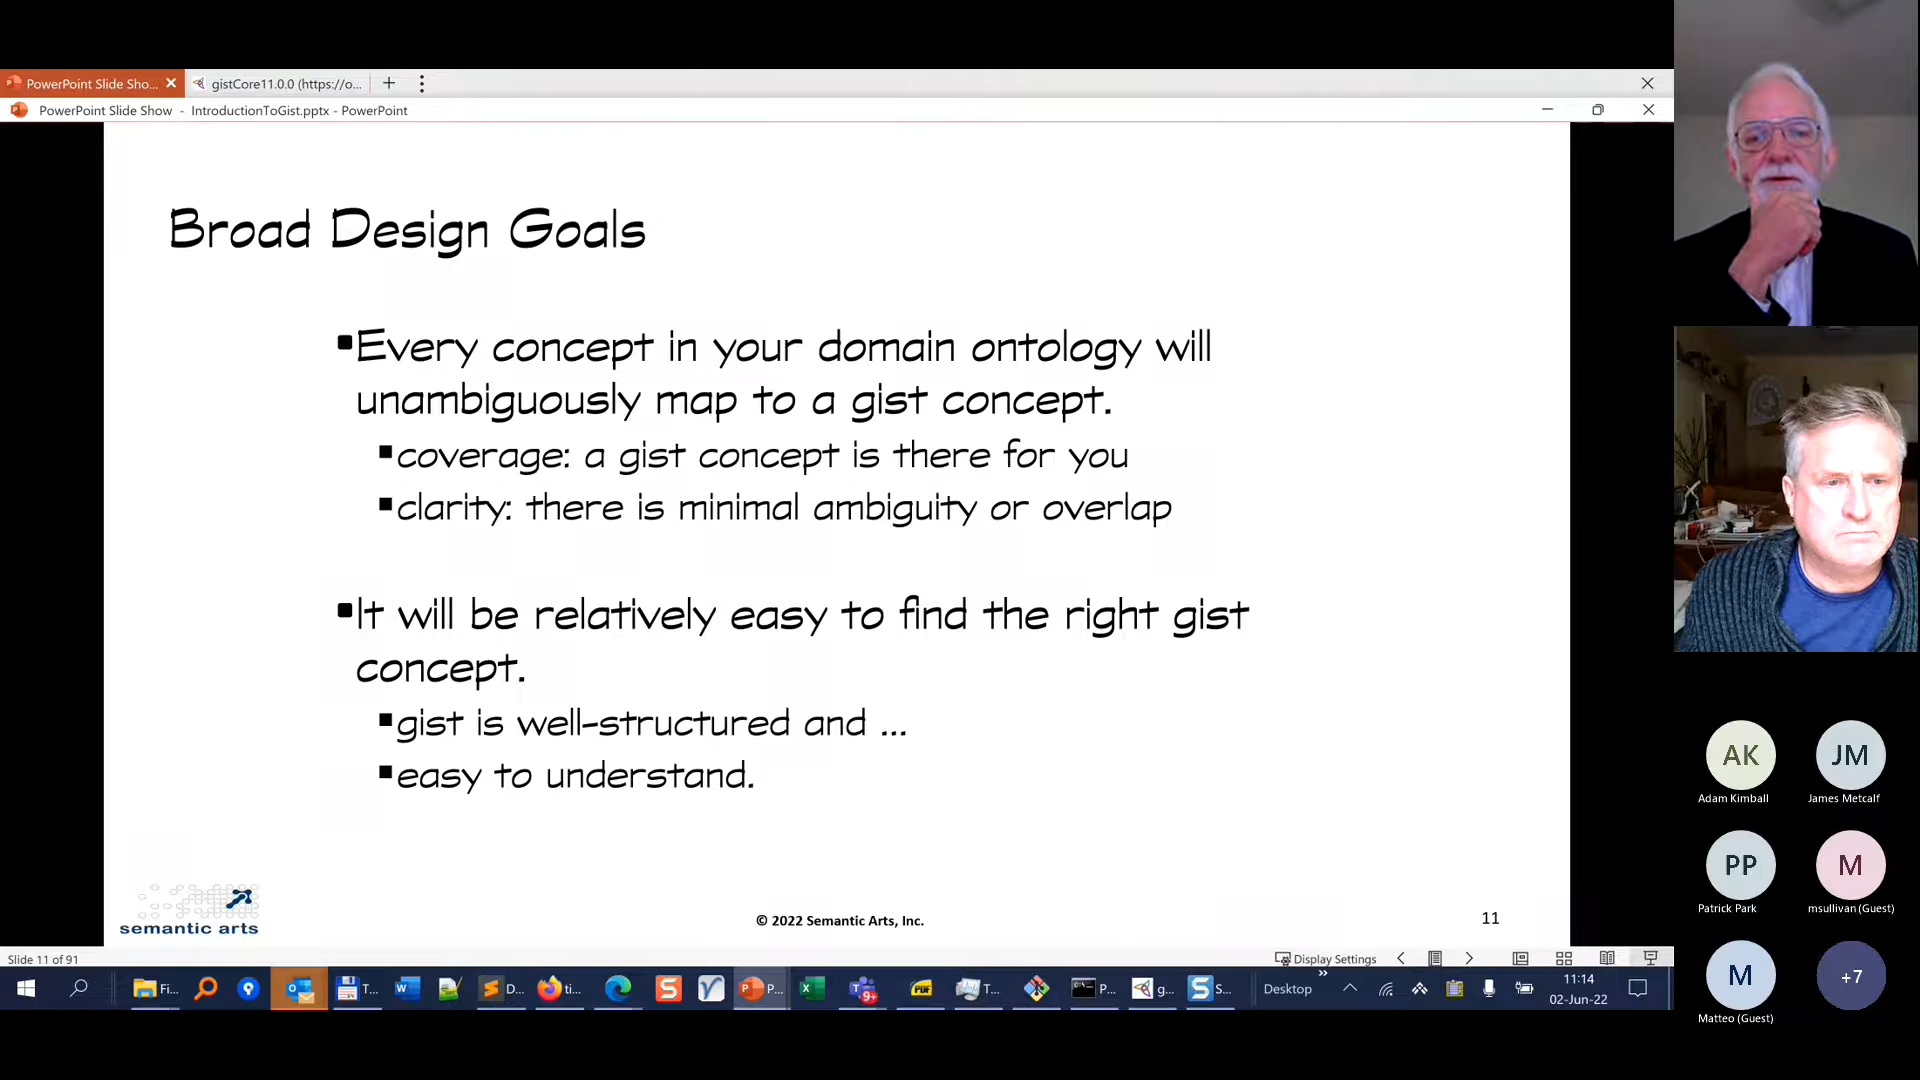 PowerPoint Slide Sho...
gistCore11.0.0 (https://o...
PowerPoint Slide Show - IntroductionToGist.pptx - PowerPoint
Broad Design Goals
▪Every concept in your domain ontology will
unambiguously map to a gist concept.
▪coverage: a gist concept is there for you
▪clarity: there is minimal ambiguity or overlap
▪It will be relatively easy to find the right gist
concept.
▪gist is well-structured and ...
▪easy to understand.
semantic arts
© 2022 Semantic Arts, Inc.
11
Slide 11 of 91
Display Settings
Fi...
T...
D...
ti...
P...
9+
PDF
T...
P...
g...
S...
Desktop
11:14
02-Jun-22
AK
JM
Adam Kimball
James Metcalf
PP
M
Patrick Park
msullivan (Guest)
M
+7
Matteo (Guest)